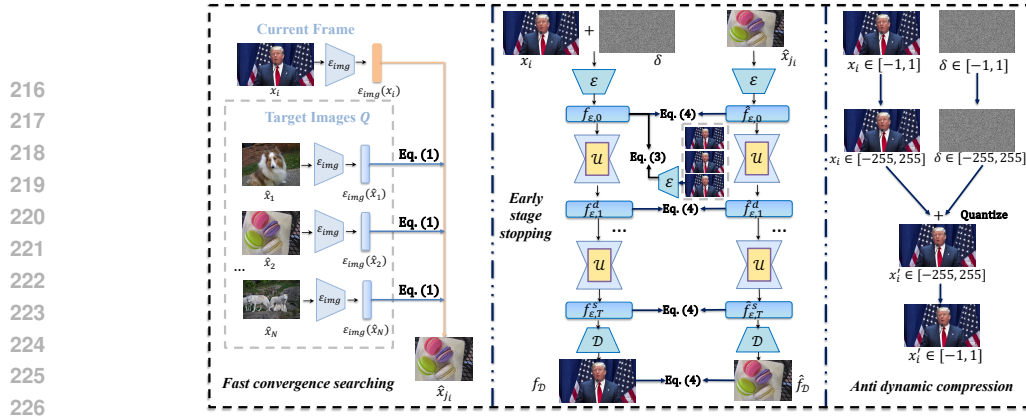 216
217
218
219
220
221
222
223
224
225
226
Current Frame
x_i
ε_img
ε_img(x_i)
Target Images Q
x̂_1
ε_img
ε_img(x̂_1)
Eq. (1)
x̂_2
ε_img
ε_img(x̂_2)
Eq. (1)
...
x̂_N
ε_img
ε_img(x̂_N)
Eq. (1)
x̂_{j_i}
Fast convergence searching
x_i
+
δ
x̂_{j_i}
ε
ε
f_{ε,0}
Eq. (4)
f̂_{ε,0}
Eq. (3)
ε
U
U
Early
stage
stopping
f^d_{ε,1}
Eq. (4)
f̂^d_{ε,1}
...
...
U
U
f^s_{ε,T}
Eq. (4)
f̂^s_{ε,T}
D
D
f_D
Eq. (4)
f̂_D
x_i ∈ [-1, 1]
δ ∈ [-1, 1]
x_i ∈ [-255, 255]
δ ∈ [-255, 255]
+
Quantize
x'_i ∈ [-255, 255]
x'_i ∈ [-1, 1]
Anti dynamic compression